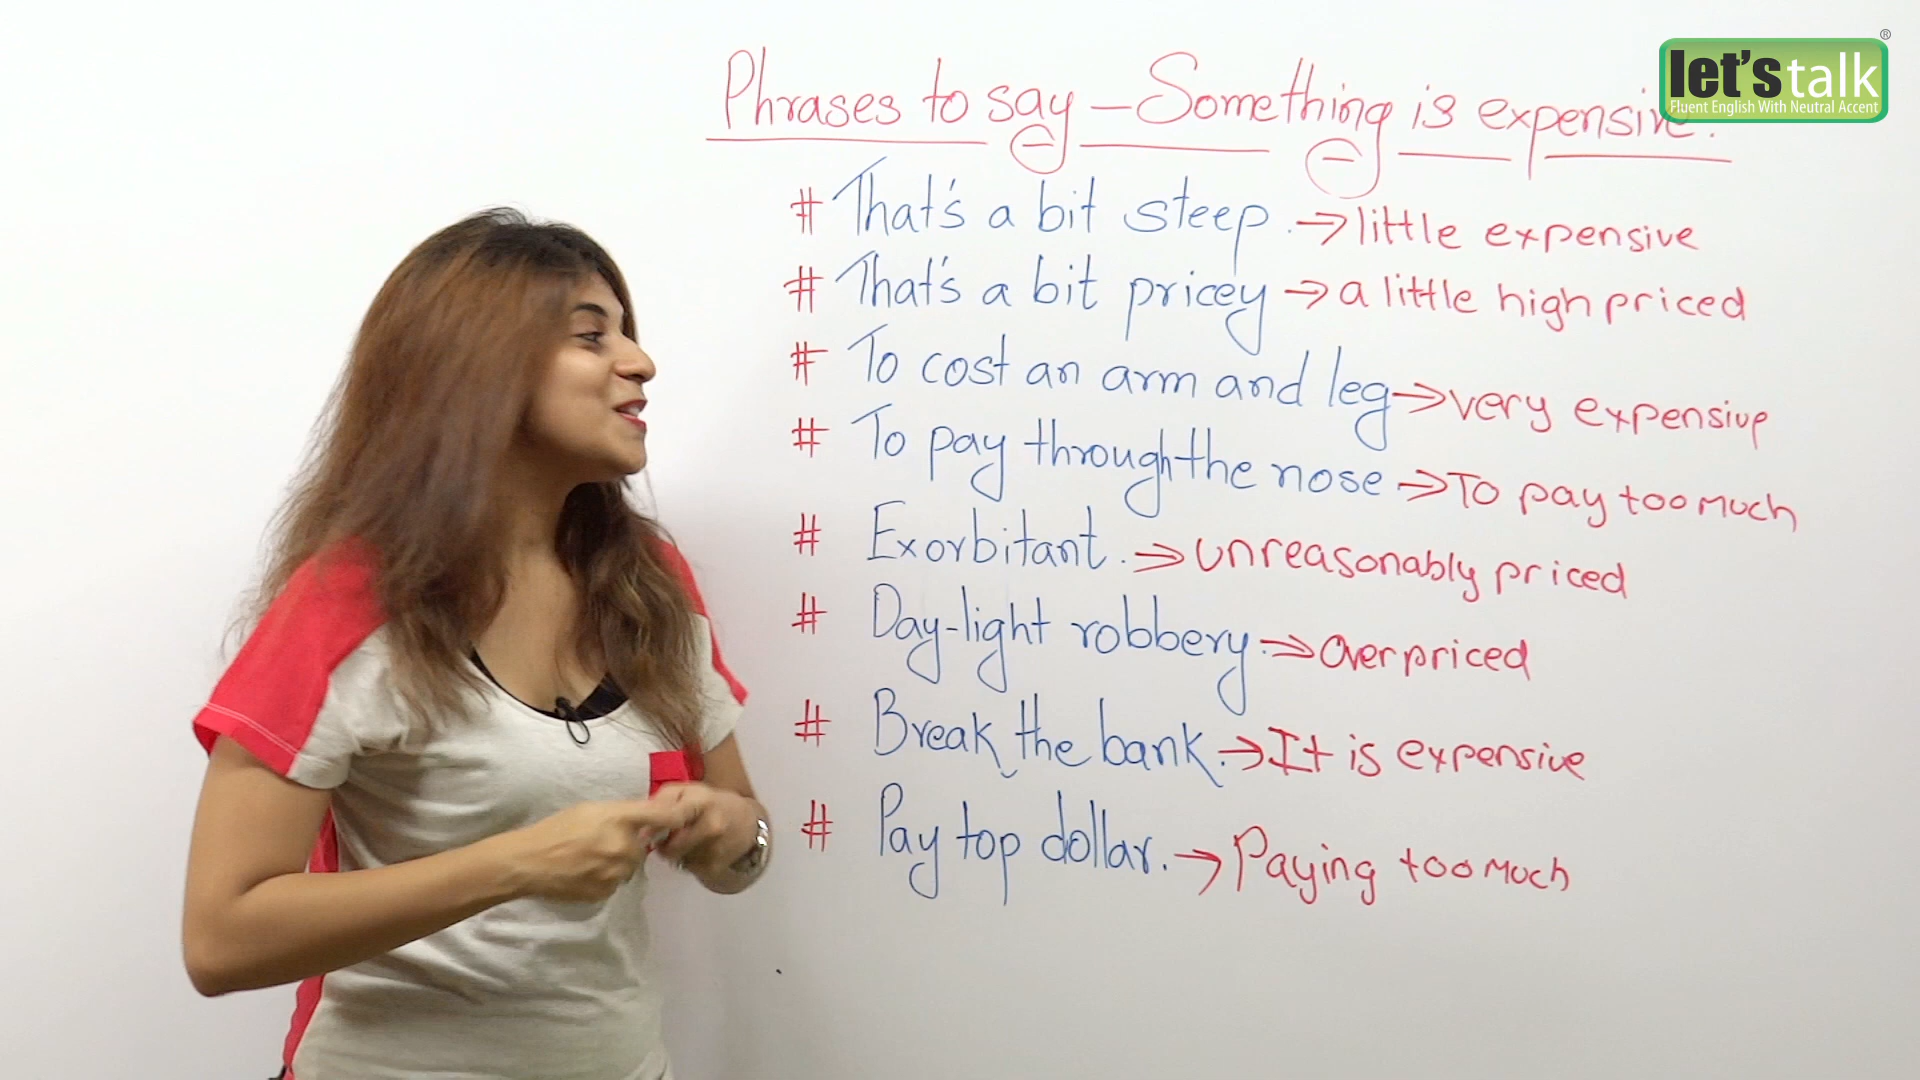 Phrases to say – Something is expensive.
# That's a bit steep. → little expensive
# That's a bit pricey → a little high priced
# To cost an arm and leg → very expensive
# To pay through the nose → To pay too much
# Exorbitant. → unreasonably priced
# Day-light robbery. → Overpriced
# Break the bank. → It is expensive
# Pay top dollar. → Paying too much
let's talk ®
Fluent English With Neutral Accent